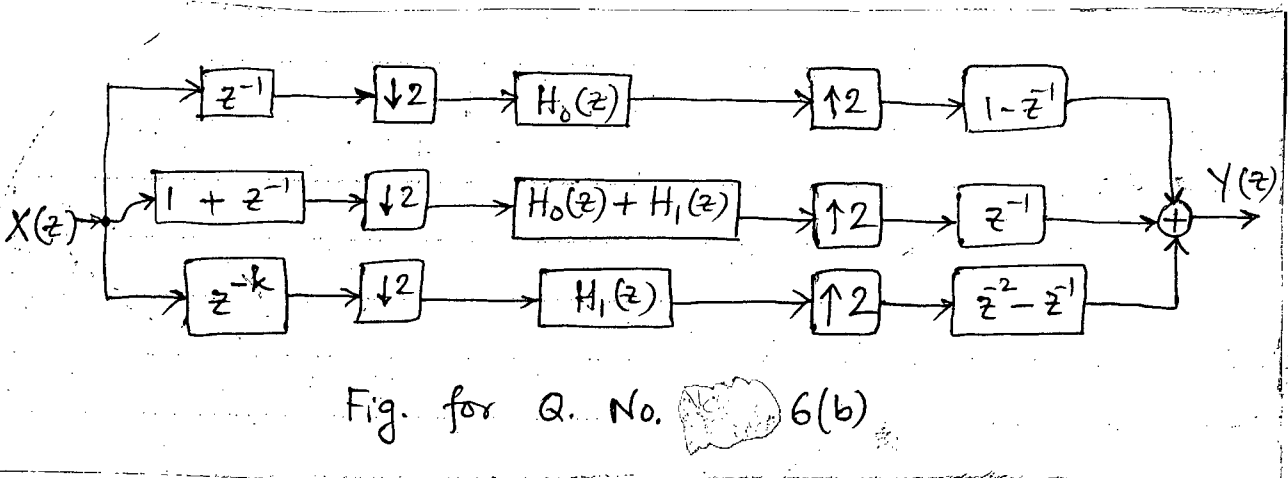 z⁻¹ ↓2 H₀(z) ↑2 1-z⁻¹
X(z) 1 + z⁻¹ ↓2 H₀(z) + H₁(z) ↑2 z⁻¹ + Y(z)
z⁻ᵏ ↓2 H₁(z) ↑2 z⁻²-z⁻¹
Fig. for Q. No. 6(b)